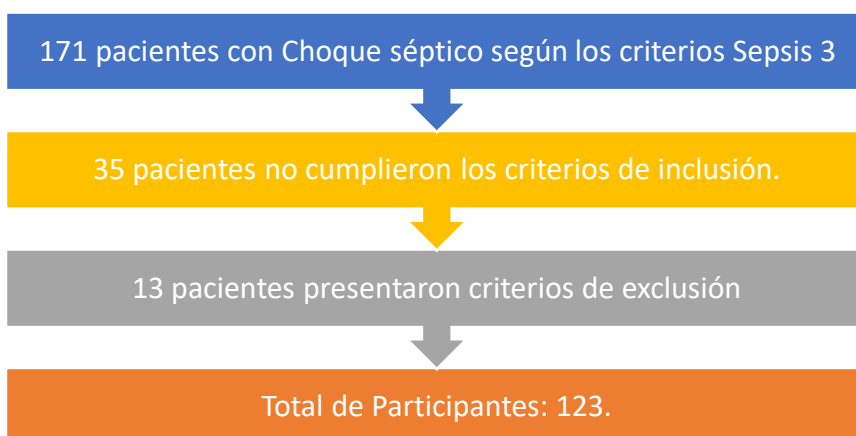 171 pacientes con Choque séptico según los criterios Sepsis 3
35 pacientes no cumplieron los criterios de inclusión.
13 pacientes presentaron criterios de exclusión
Total de Participantes: 123.